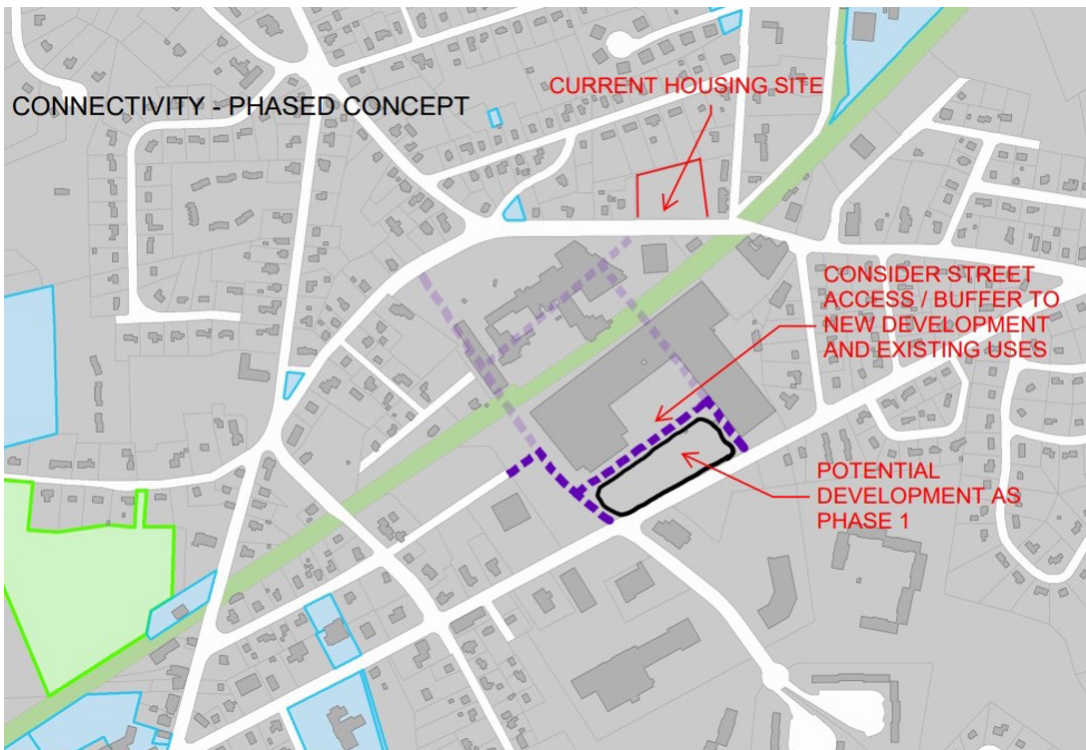 CURRENT HOUSING SITE
CONNECTIVITY - PHASED CONCEPT
CONSIDER STREET
ACCESS / BUFFER TO
NEW DEVELOPMENT
AND EXISTING USES
POTENTIAL
DEVELOPMENT AS
PHASE 1